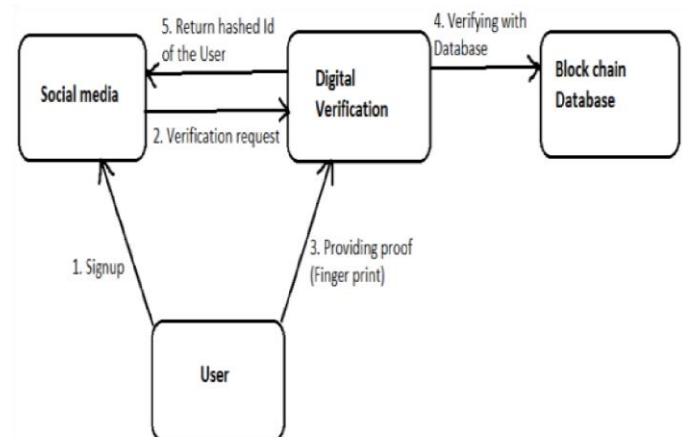 5. Return hashed Id
of the User
4. Verifying with
Database
Social media
Digital
Verification
Block chain
Database
2. Verification request
1. Signup
3. Providing proof
(Finger print)
User